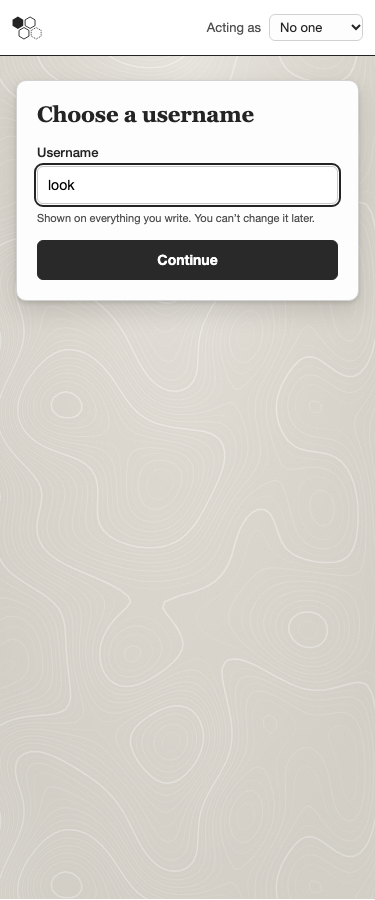 Acting as No one
Choose a username
Username
look
Shown on everything you write. You can’t change it later.
Continue